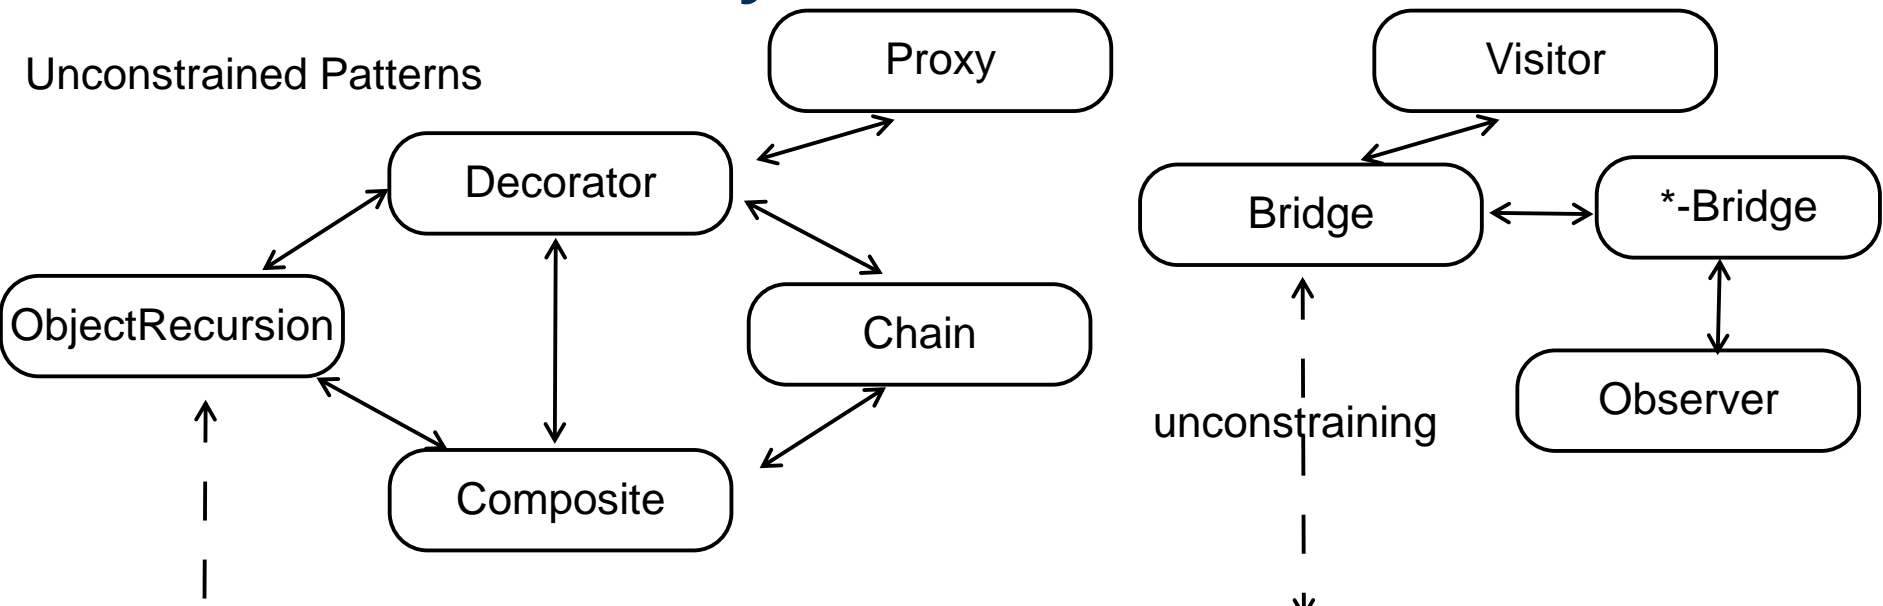 Proxy
Visitor
Unconstrained Patterns
Decorator
Bridge
*-Bridge
ObjectRecursion
Chain
Observer
unconstraining
Composite